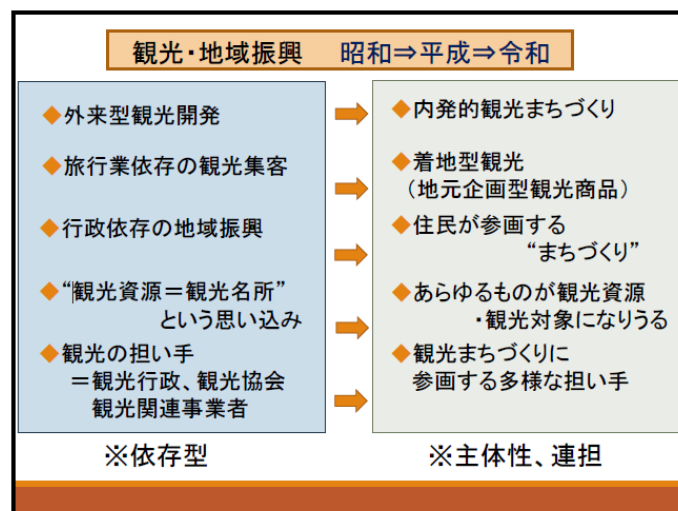 観光・地域振興　昭和⇒平成⇒令和
◆外来型観光開発
◆旅行業依存の観光集客
◆行政依存の地域振興
◆“観光資源＝観光名所”
という思い込み
◆観光の担い手
＝観光行政、観光協会
観光関連事業者
※依存型
◆内発的観光まちづくり
◆着地型観光
（地元企画型観光商品）
◆住民が参画する
“まちづくり”
◆あらゆるものが観光資源
・観光対象になりうる
◆観光まちづくりに
参画する多様な担い手
※主体性、連担